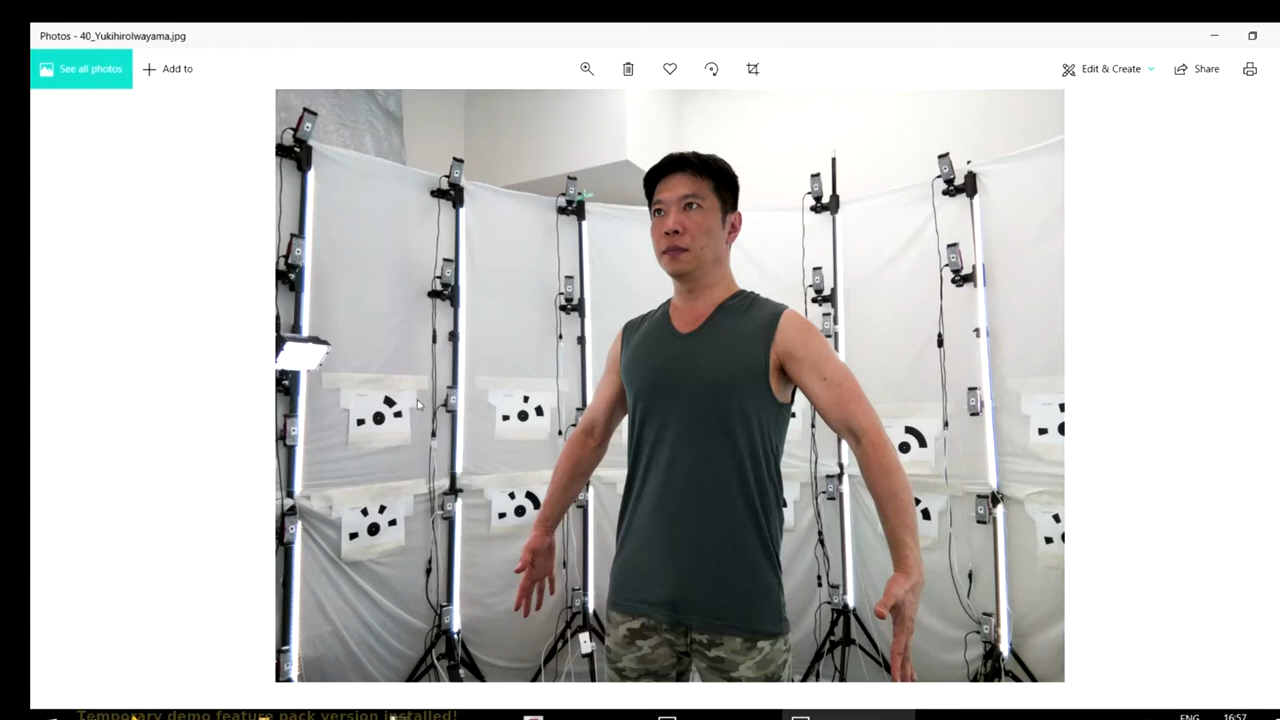 Photos - 40_YukihiroIwayama.jpg
See all photos
Add to
Edit & Create
Share
Temporary demo feature pack version installed!
ENG
16:57